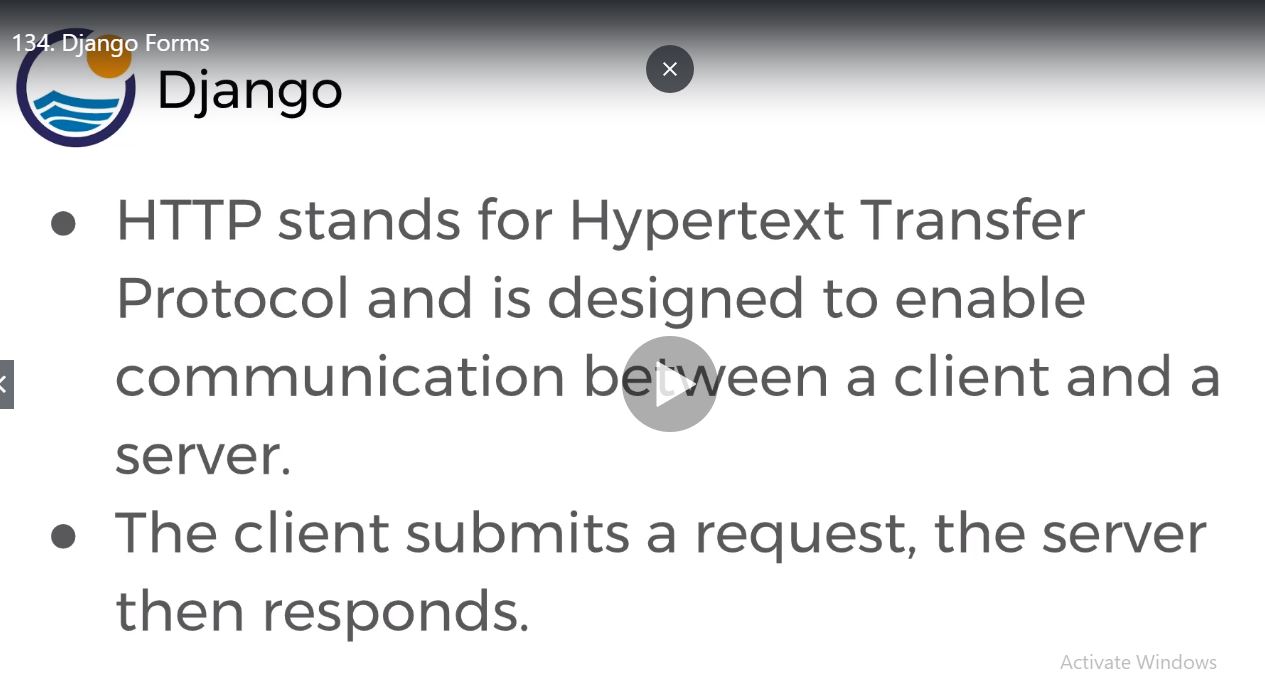 134. Django Forms
Django
● HTTP stands for Hypertext Transfer
Protocol and is designed to enable
communication between a client and a
server.
● The client submits a request, the server
then responds.
Activate Windows